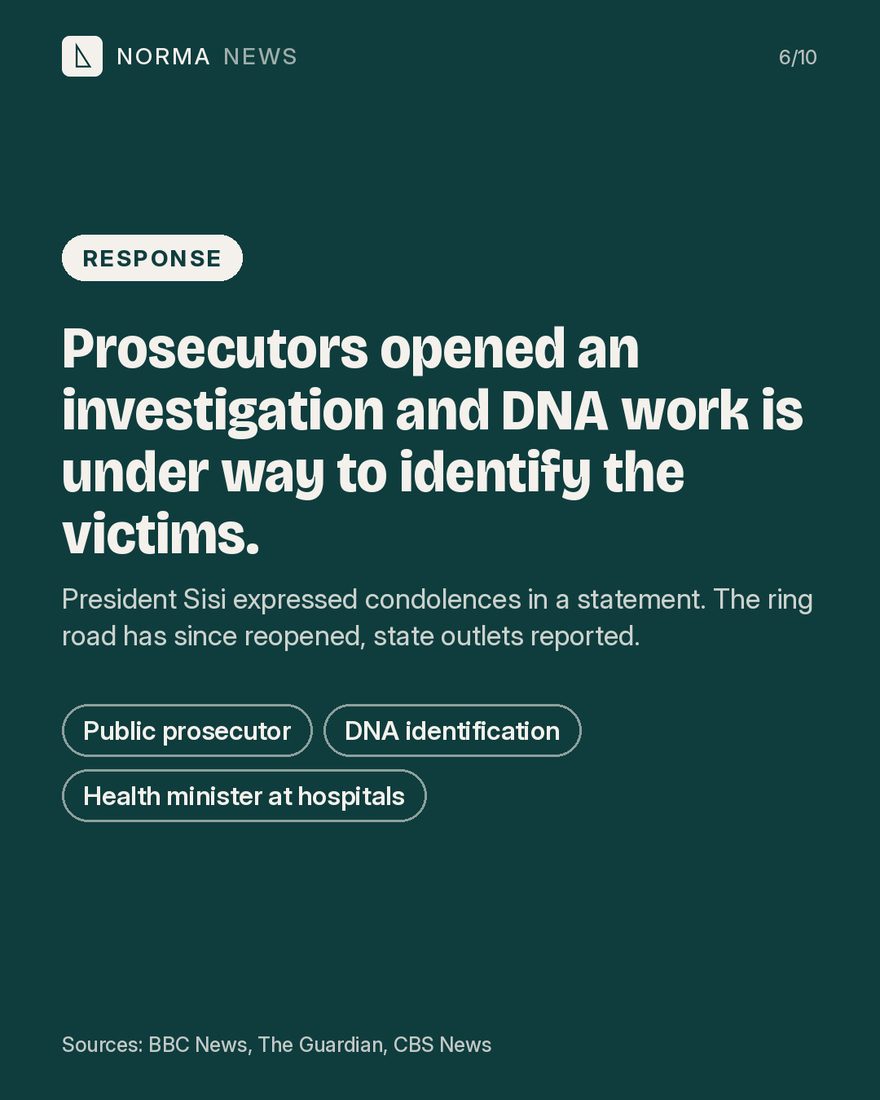 NORMA NEWS
6/10
RESPONSE
Prosecutors opened an
investigation and DNA work is
under way to identify the
victims.
President Sisi expressed condolences in a statement. The ring
road has since reopened, state outlets reported.
Public prosecutor
DNA identification
Health minister at hospitals
Sources: BBC News, The Guardian, CBS News